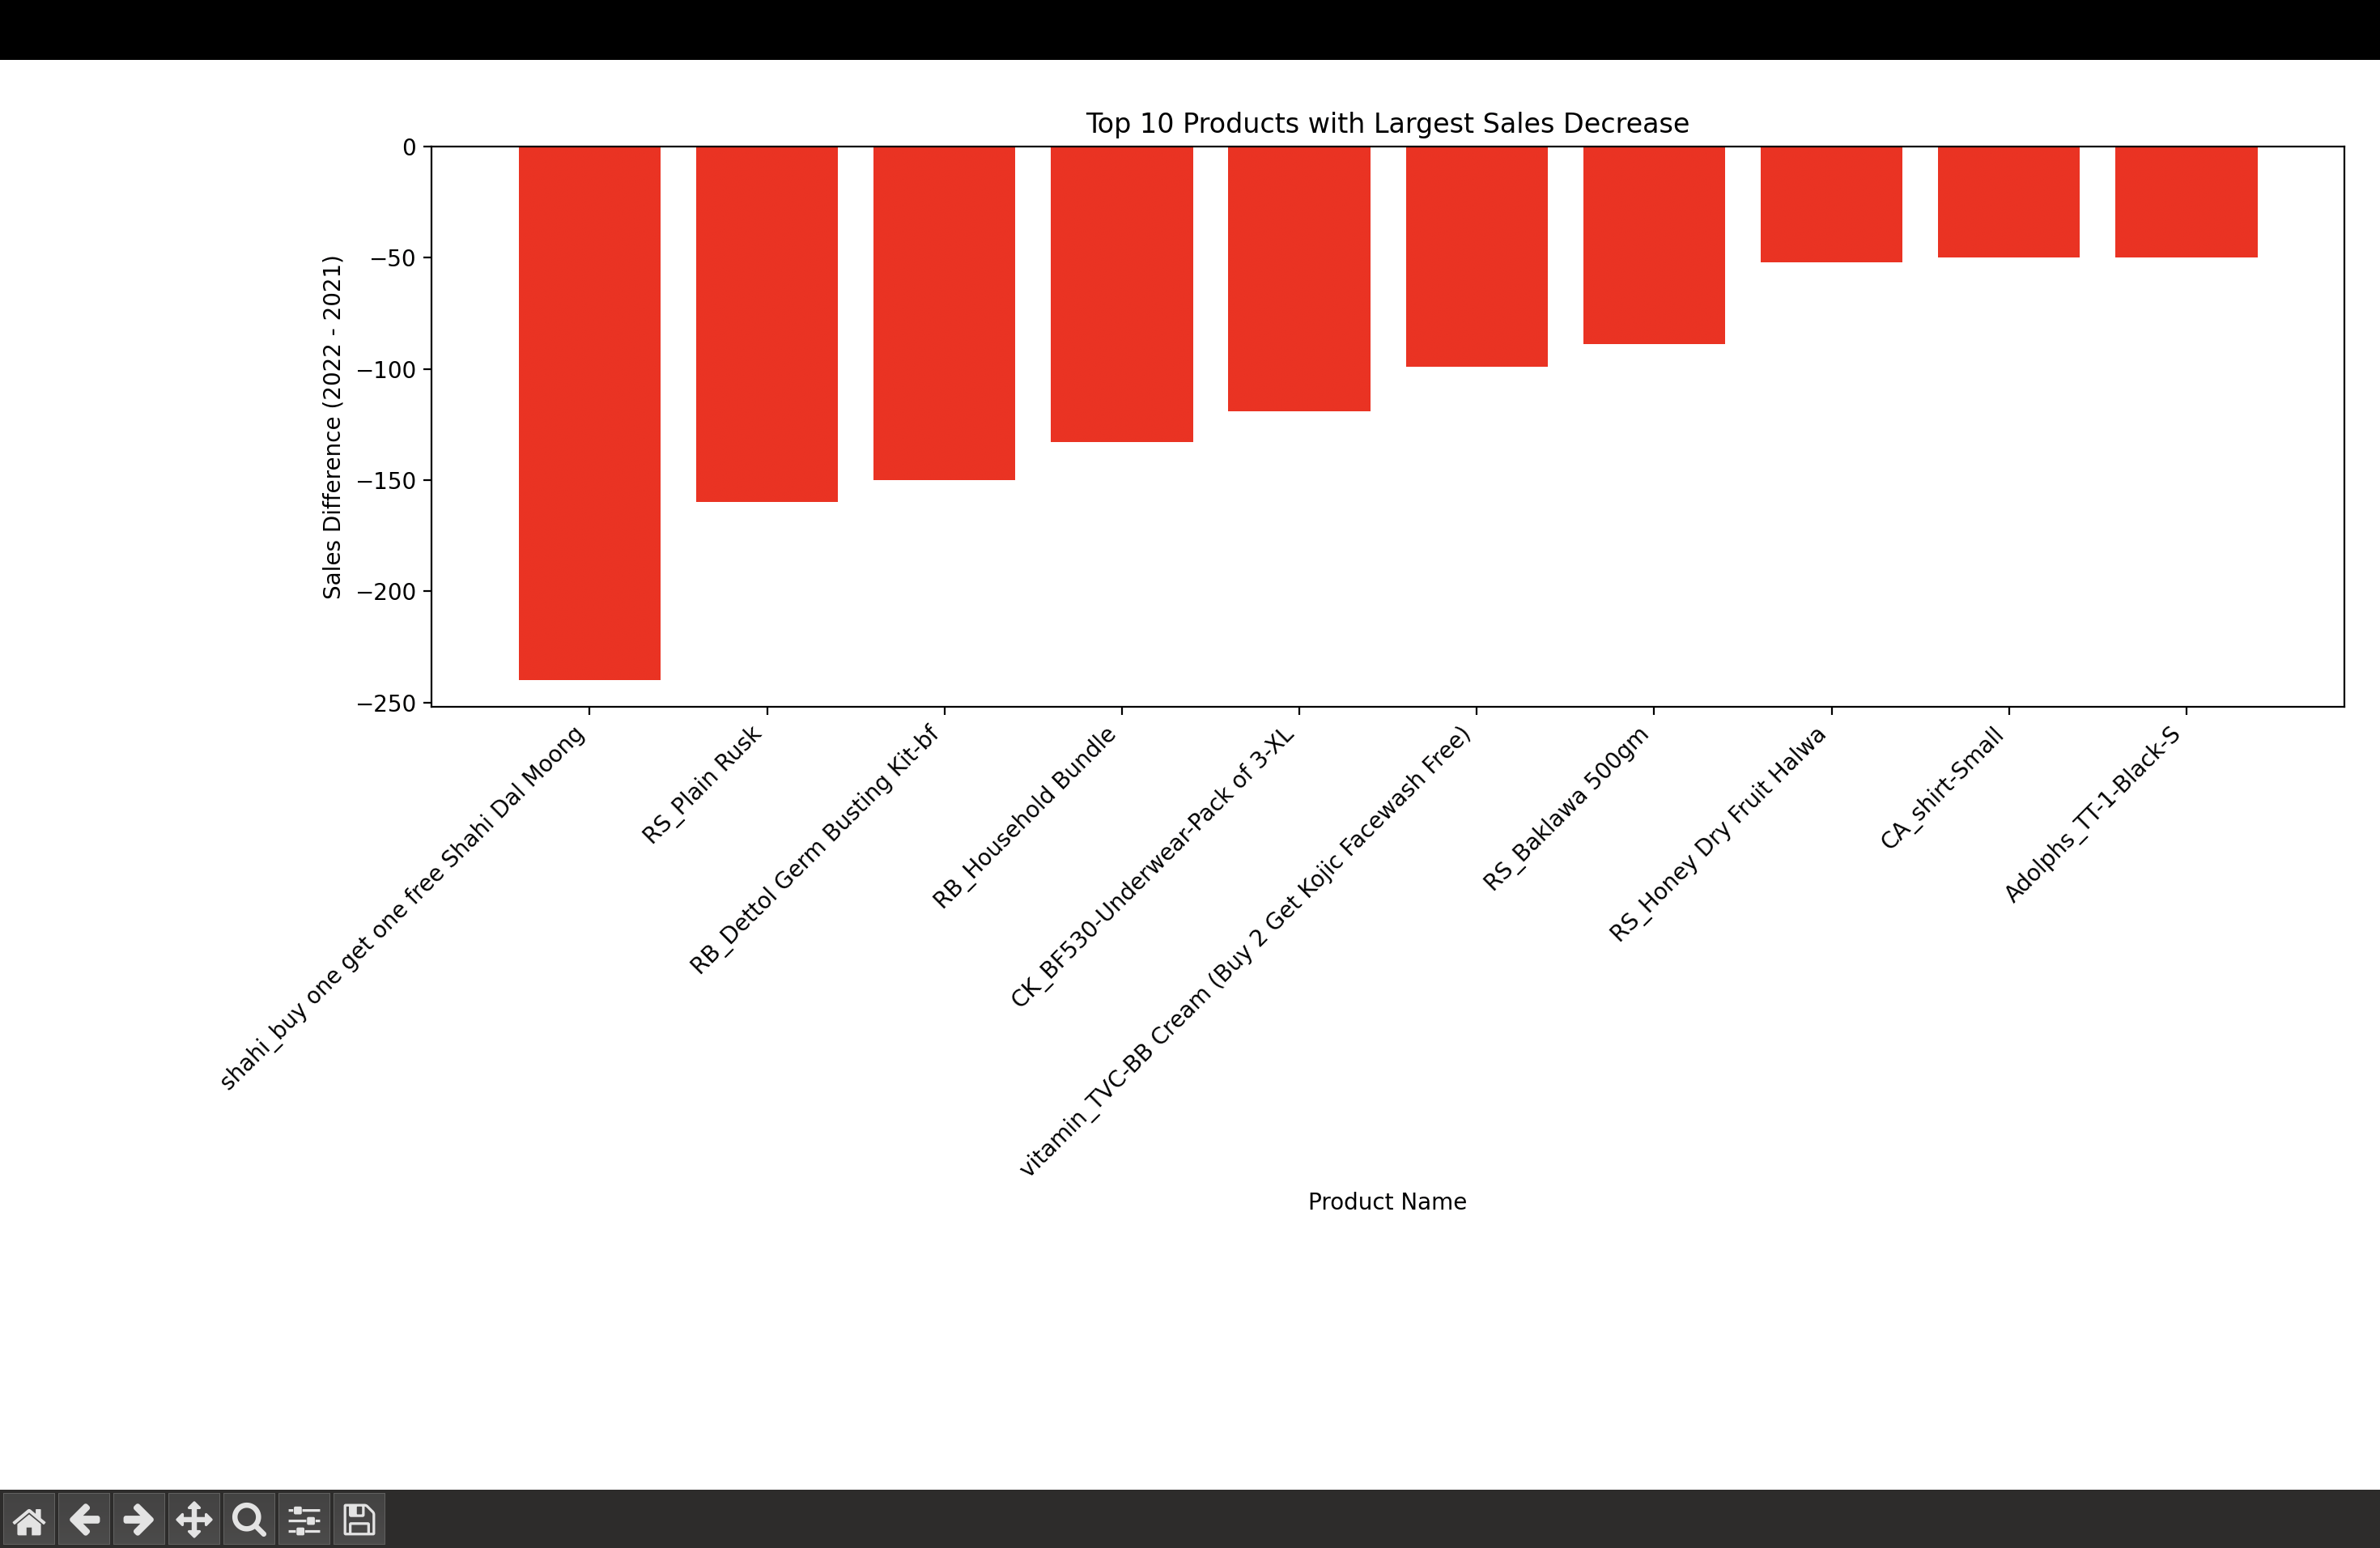 Top 10 Products with Largest Sales Decrease
Sales Difference (2022 - 2021)
0
−50
−100
−150
−200
−250
shahi_buy one get one free Shahi Dal Moong
RS_Plain Rusk
RB_Dettol Germ Busting Kit-bf
RB_Household Bundle
CK_BF530-Underwear-Pack of 3-XL
vitamin_TVC-BB Cream (Buy 2 Get Kojic Facewash Free)
RS_Baklawa 500gm
RS_Honey Dry Fruit Halwa
CA_shirt-Small
Adolphs_TT-1-Black-S
Product Name